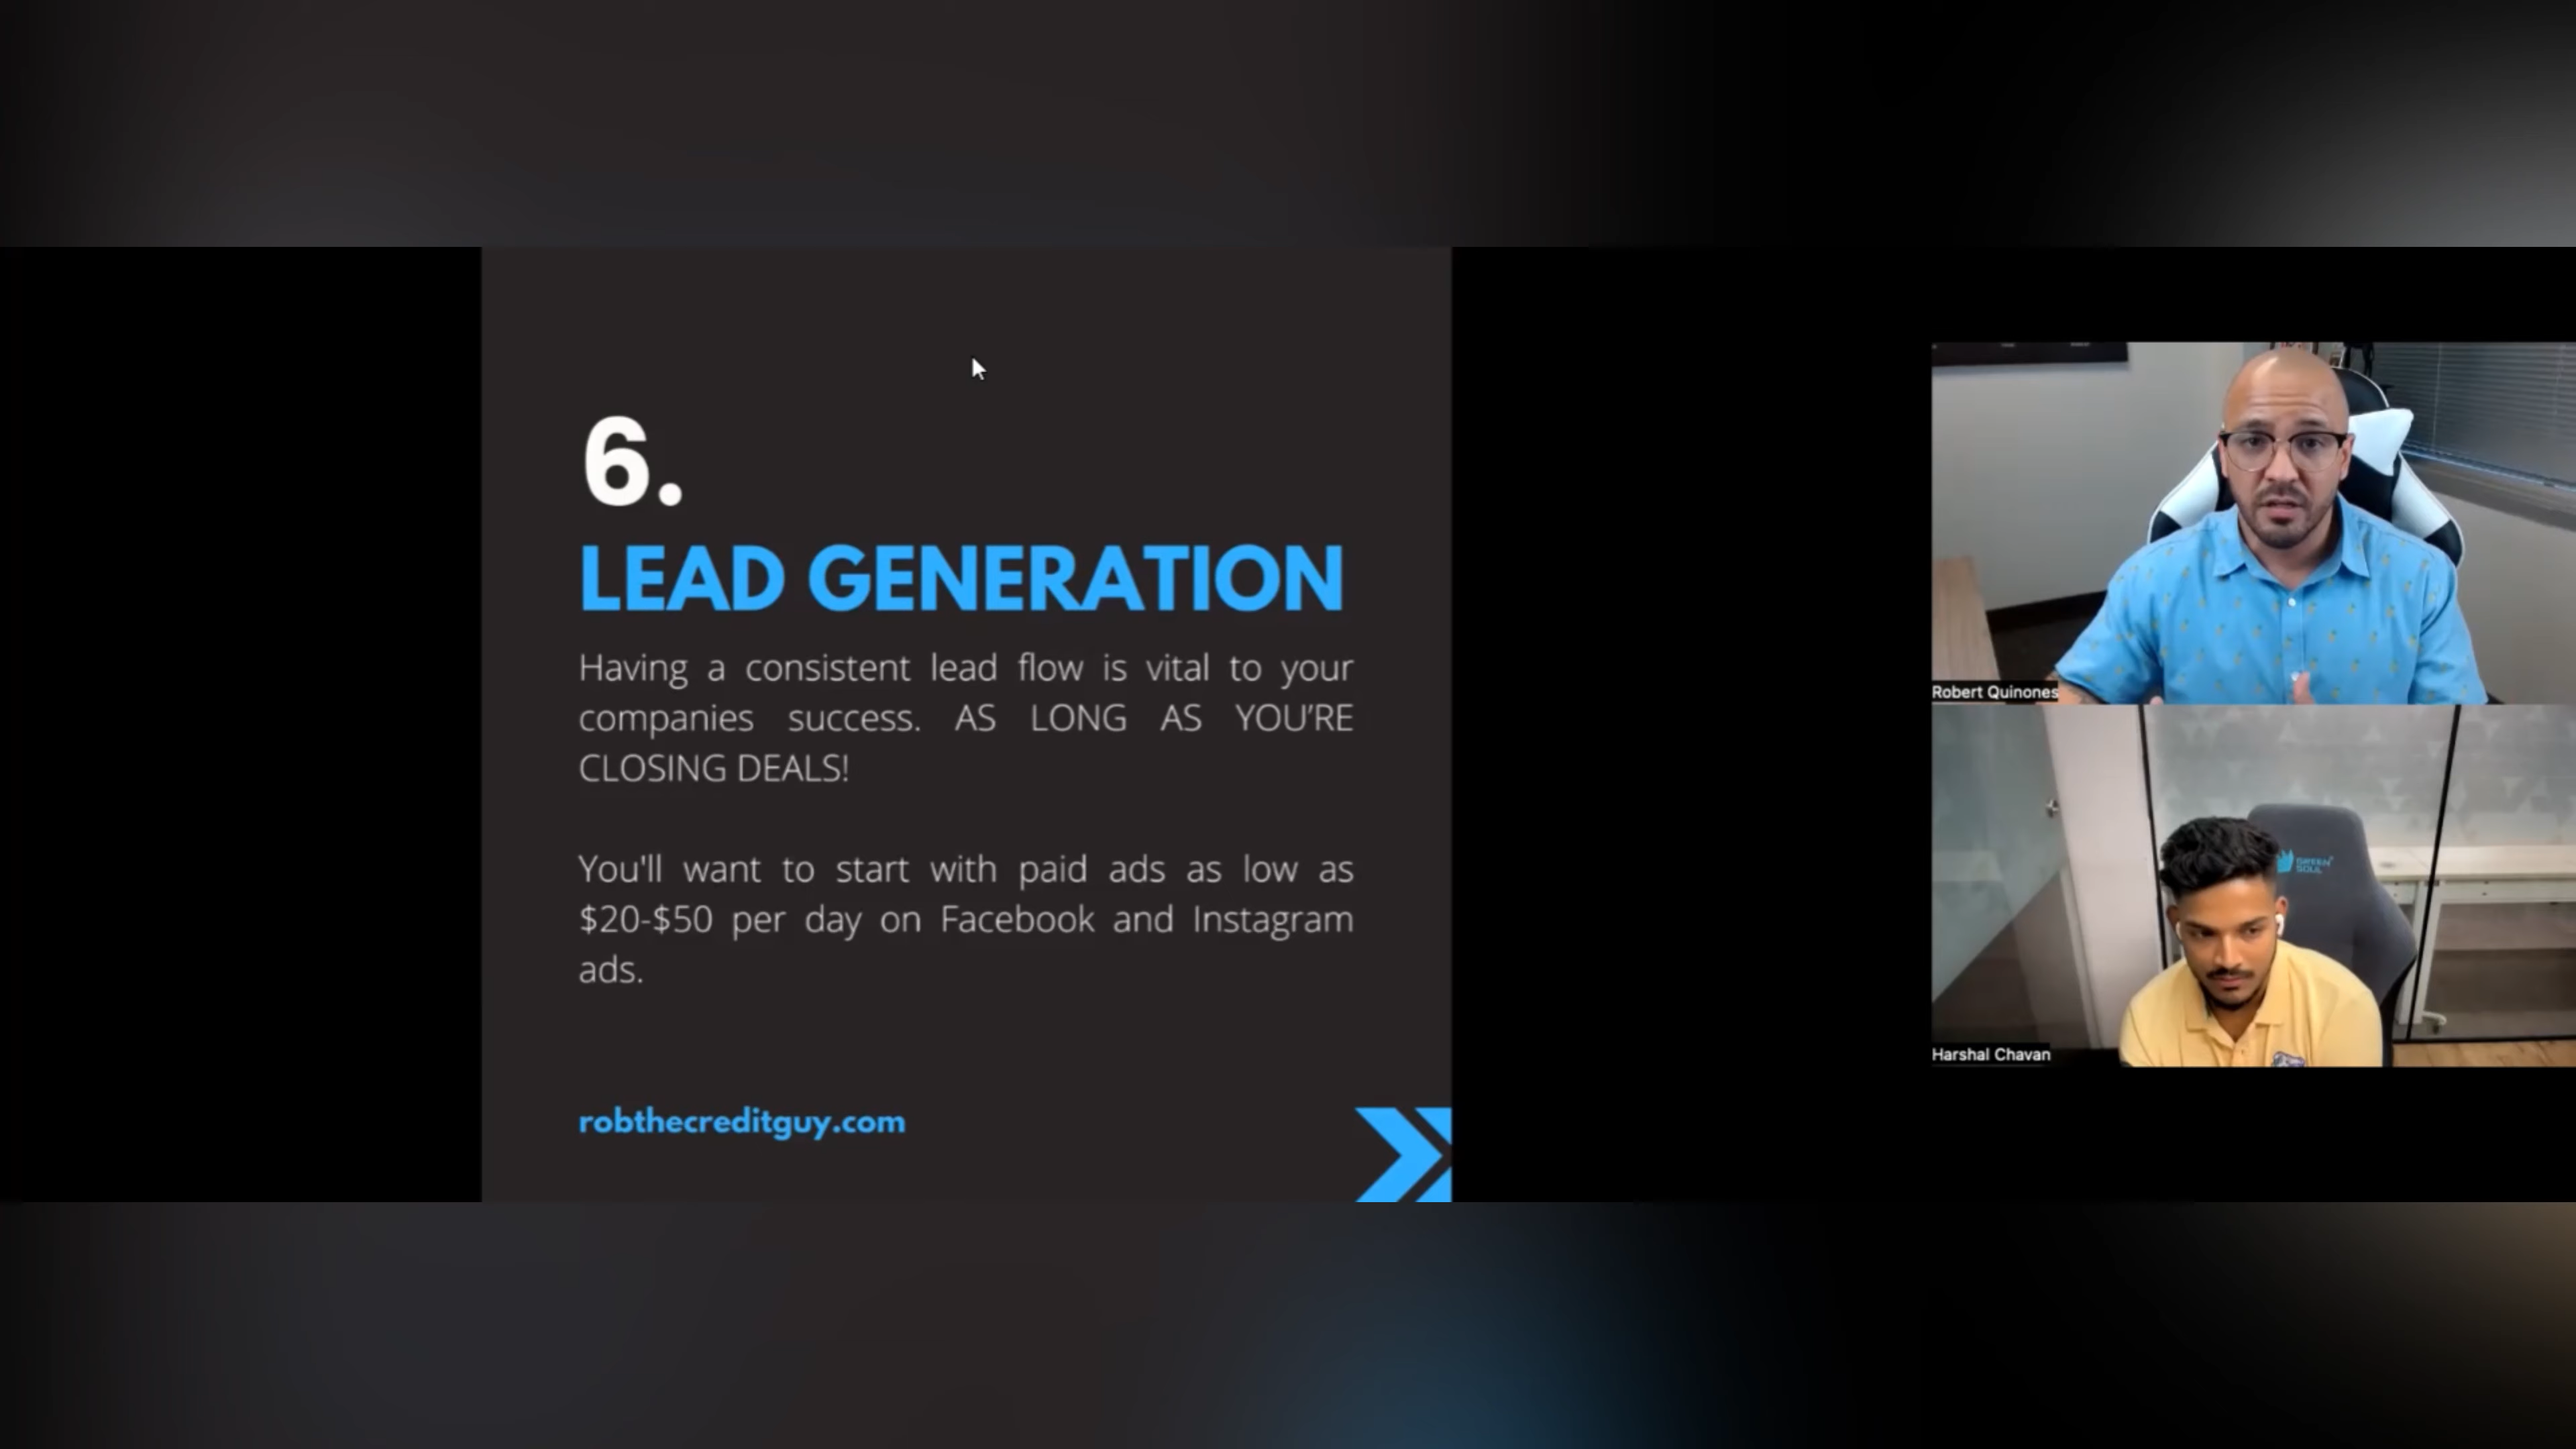 6.
LEAD GENERATION
Having a consistent lead flow is vital to your
companies success. AS LONG AS YOU'RE
CLOSING DEALS!
You'll want to start with paid ads as low as
$20-$50 per day on Facebook and Instagram
ads.
robthecreditguy.com
Robert Quinones
GREEN
SOUL
Harshal Chavan